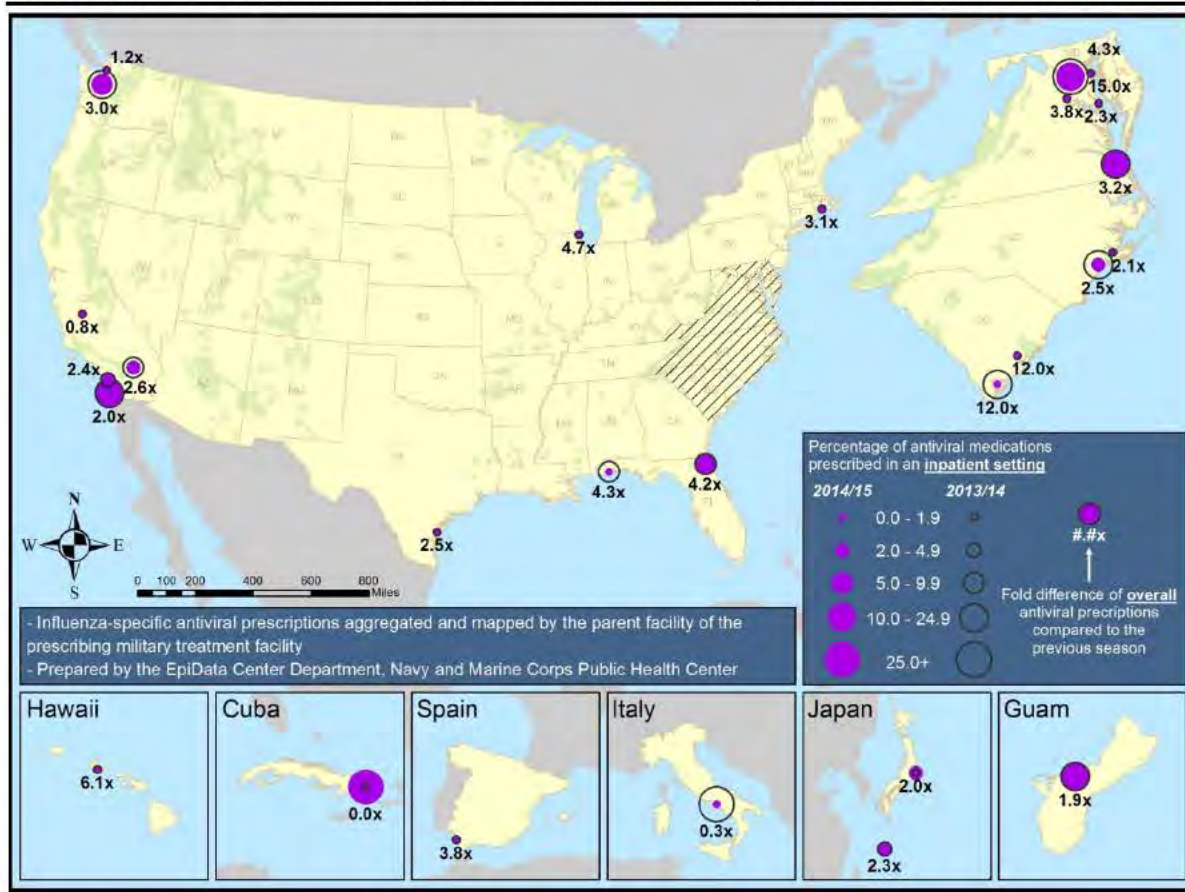 1.2x
3.0x
4.7x
3.1x
0.8x
2.4x
2.6x
2.0x
4.3x
4.2x
2.5x
4.3x
15.0x
3.8x
2.3x
3.2x
2.1x
2.5x
12.0x
12.0x
N
W E
S
0 100 200 400 600 800
Miles
Percentage of antiviral medications
prescribed in an inpatient setting
2014/15 2013/14
0.0 - 1.9
2.0 - 4.9
5.0 - 9.9
10.0 - 24.9
25.0+
#.#x
Fold difference of overall
antiviral precriptions
compared to the
previous season
- Influenza-specific antiviral prescriptions aggregated and mapped by the parent facility of the
prescribing military treatment facility
- Prepared by the EpiData Center Department, Navy and Marine Corps Public Health Center
Hawaii
6.1x
Cuba
0.0x
Spain
3.8x
Italy
0.3x
Japan
2.0x
2.3x
Guam
1.9x